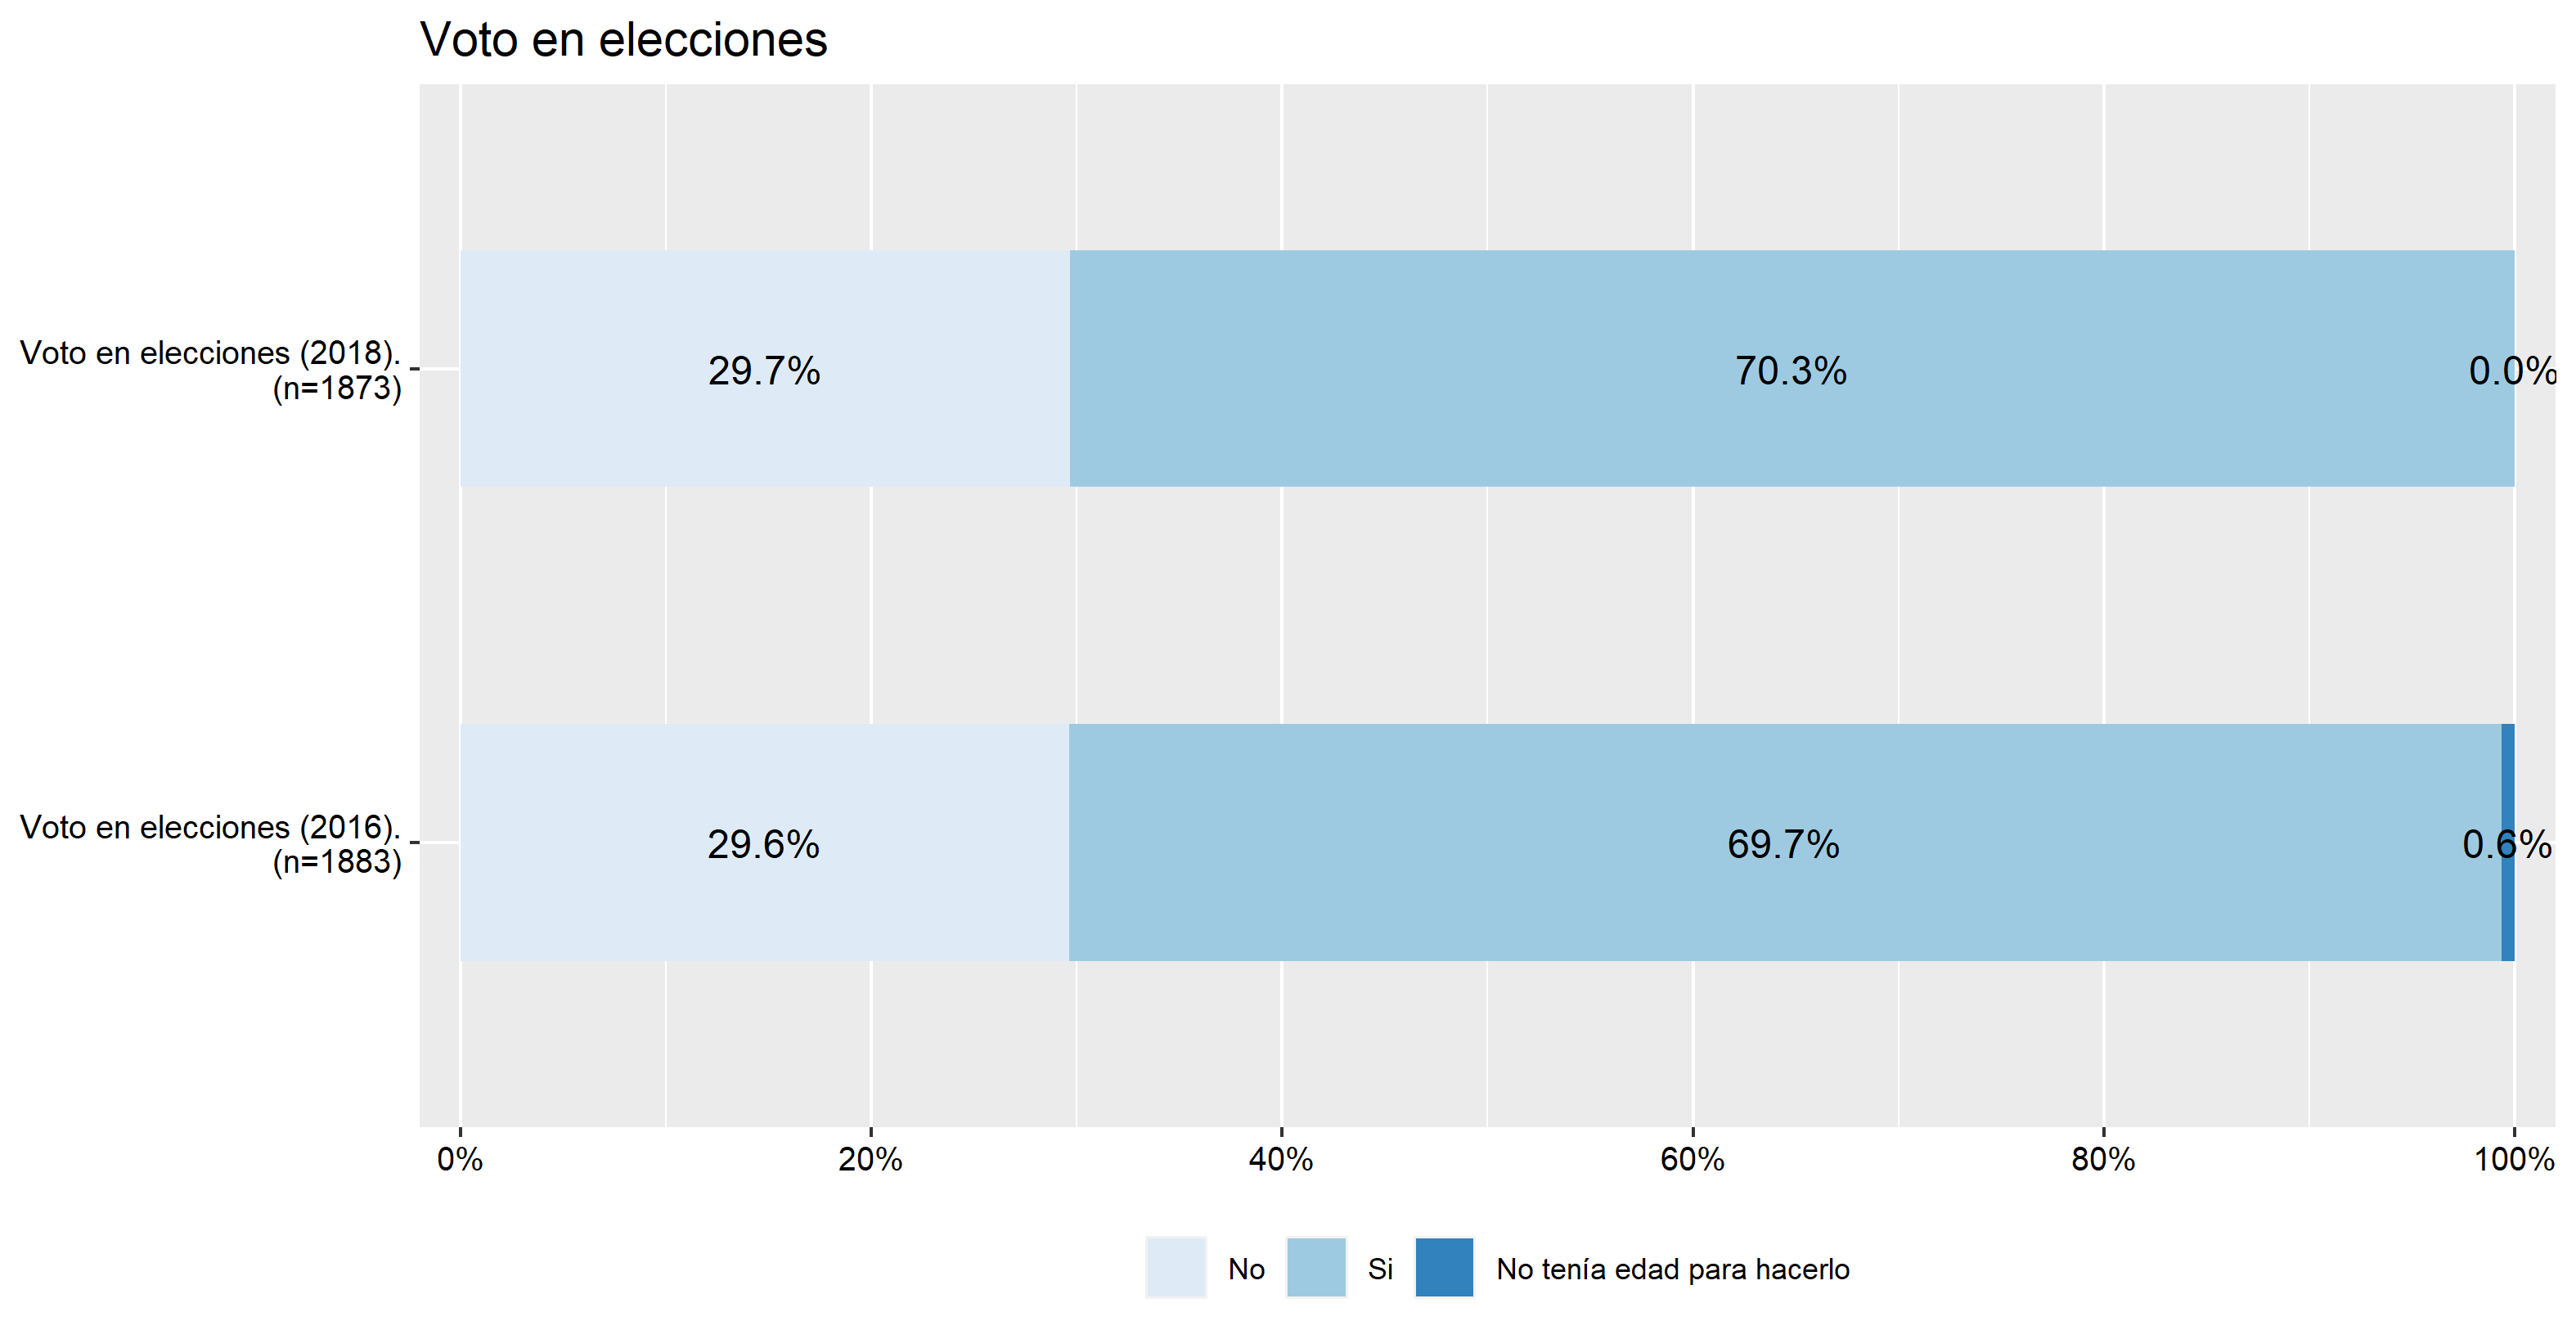 Voto en elecciones
Voto en elecciones (2018).
(n=1873)
29.7%
70.3%
0.0%
Voto en elecciones (2016).
(n=1883)
29.6%
69.7%
0.6%
0%
20%
40%
60%
80%
100%
No
Si
No tenía edad para hacerlo